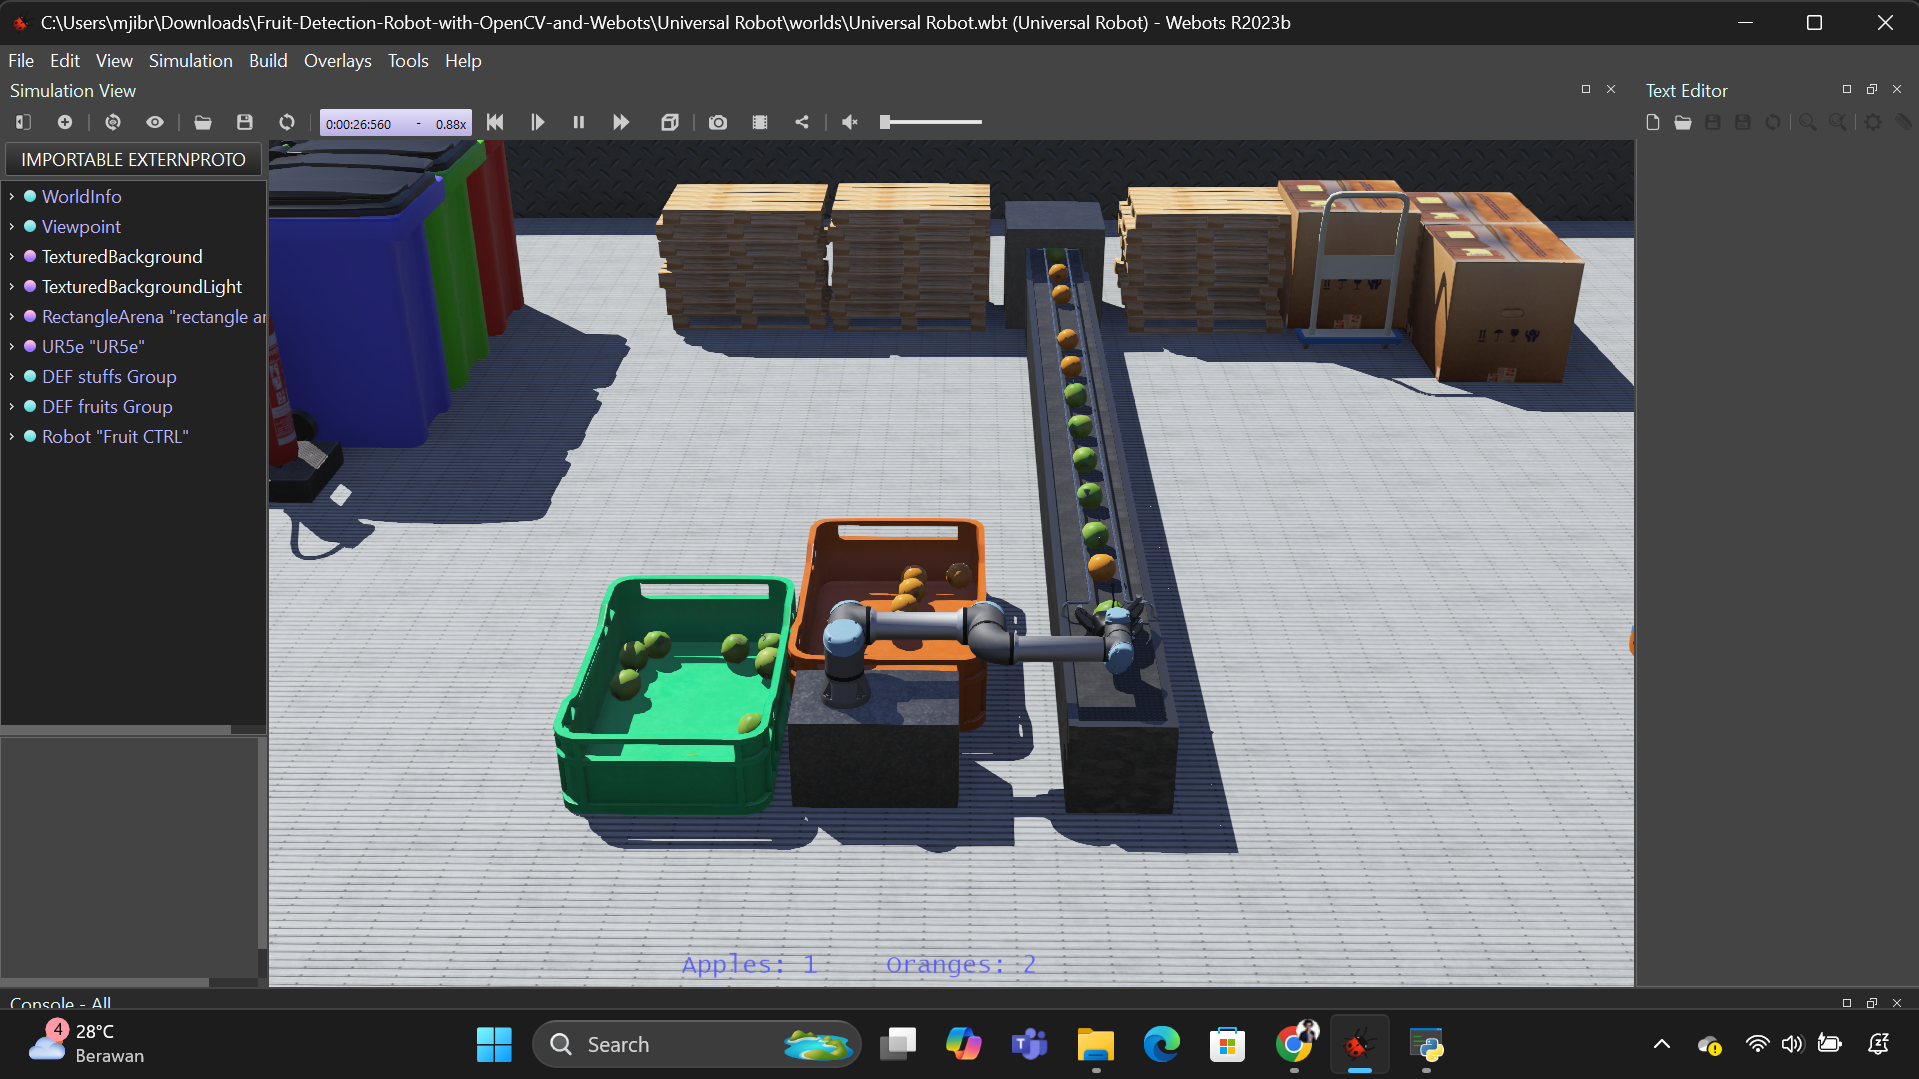 C:\Users\mjibr\Downloads\Fruit-Detection-Robot-with-OpenCV-and-Webots\Universal Robot\worlds\Universal Robot.wbt (Universal Robot) - Webots R2023b
File Edit View Simulation Build Overlays Tools Help
Simulation View
Text Editor
0:00:26:560 - 0.88x
IMPORTABLE EXTERNPROTO
WorldInfo
Viewpoint
TexturedBackground
TexturedBackgroundLight
RectangleArena "rectangle ar
UR5e "UR5e"
DEF stuffs Group
DEF fruits Group
Robot "Fruit CTRL"
Apples: 1 Oranges: 2
Console - All
4
28°C
Berawan
Search